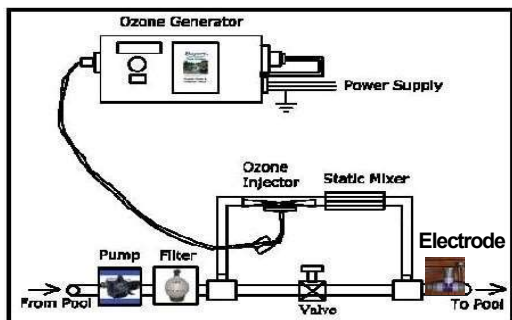 Ozone Generator
Power Supply
Ozone
Injector
Static Mixer
Electrode
Pump
Filter
From Pool
Valve
To Pool